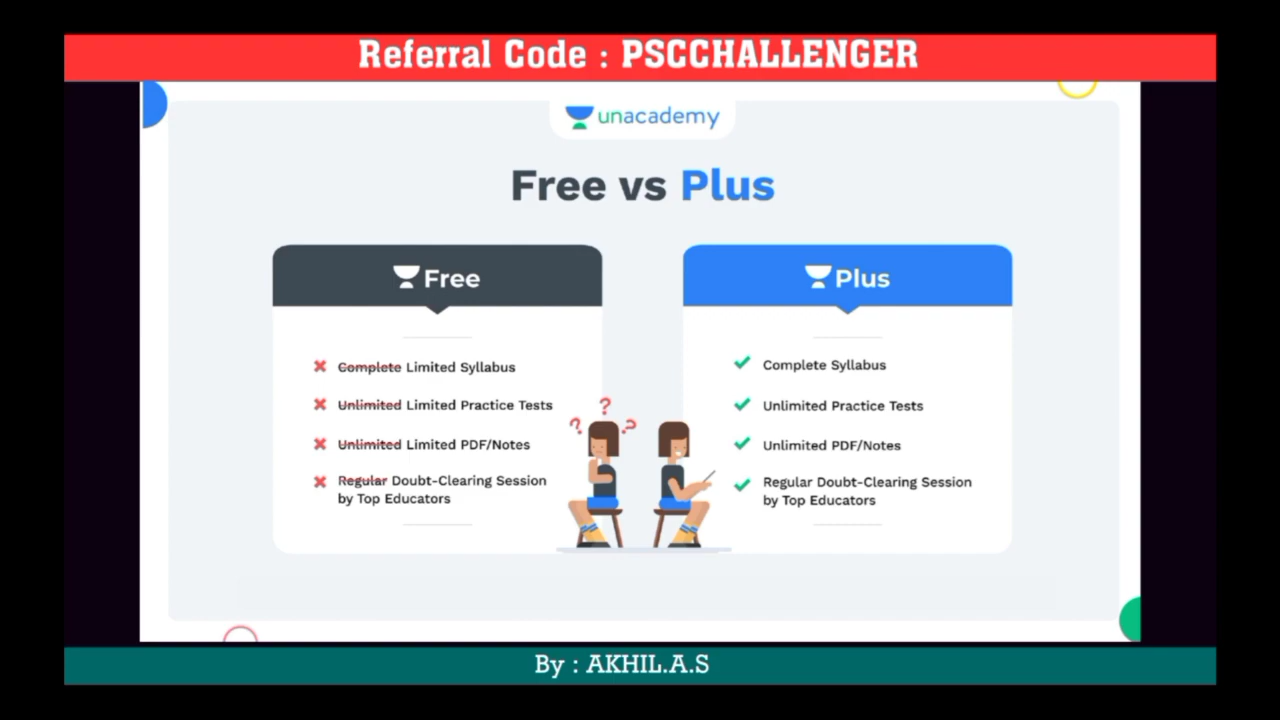 Referral Code : PSCCHALLENGER
unacademy
Free vs Plus
Free
Complete Limited Syllabus
Unlimited Limited Practice Tests
Unlimited Limited PDF/Notes
Regular Doubt-Clearing Session
by Top Educators
? ? ?
Plus
Complete Syllabus
Unlimited Practice Tests
Unlimited PDF/Notes
Regular Doubt-Clearing Session
by Top Educators
By : AKHIL.A.S